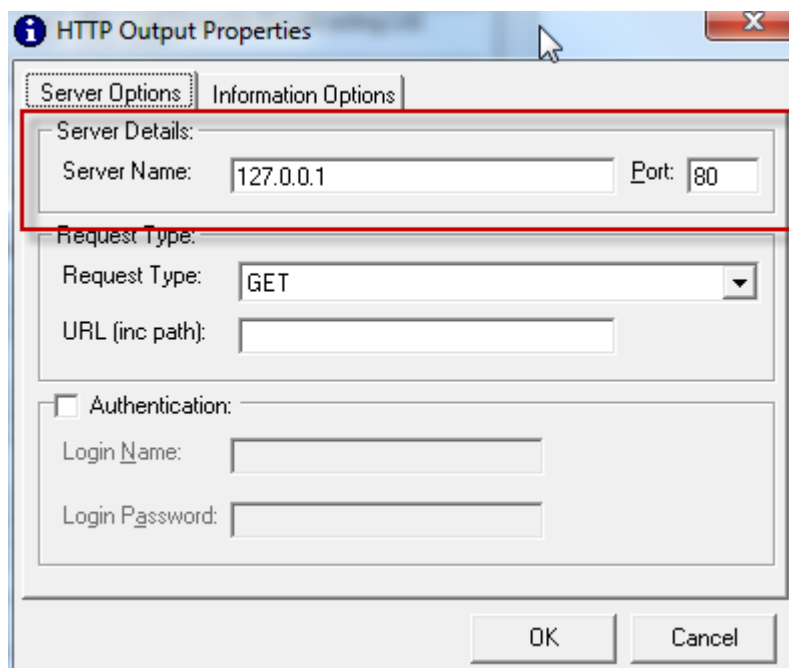 HTTP Output Properties
Server Options Information Options
Server Details:
Server Name: 127.0.0.1 Port: 80
Request Type:
Request Type: GET
URL (inc path):
Authentication:
Login Name:
Login Password:
OK Cancel